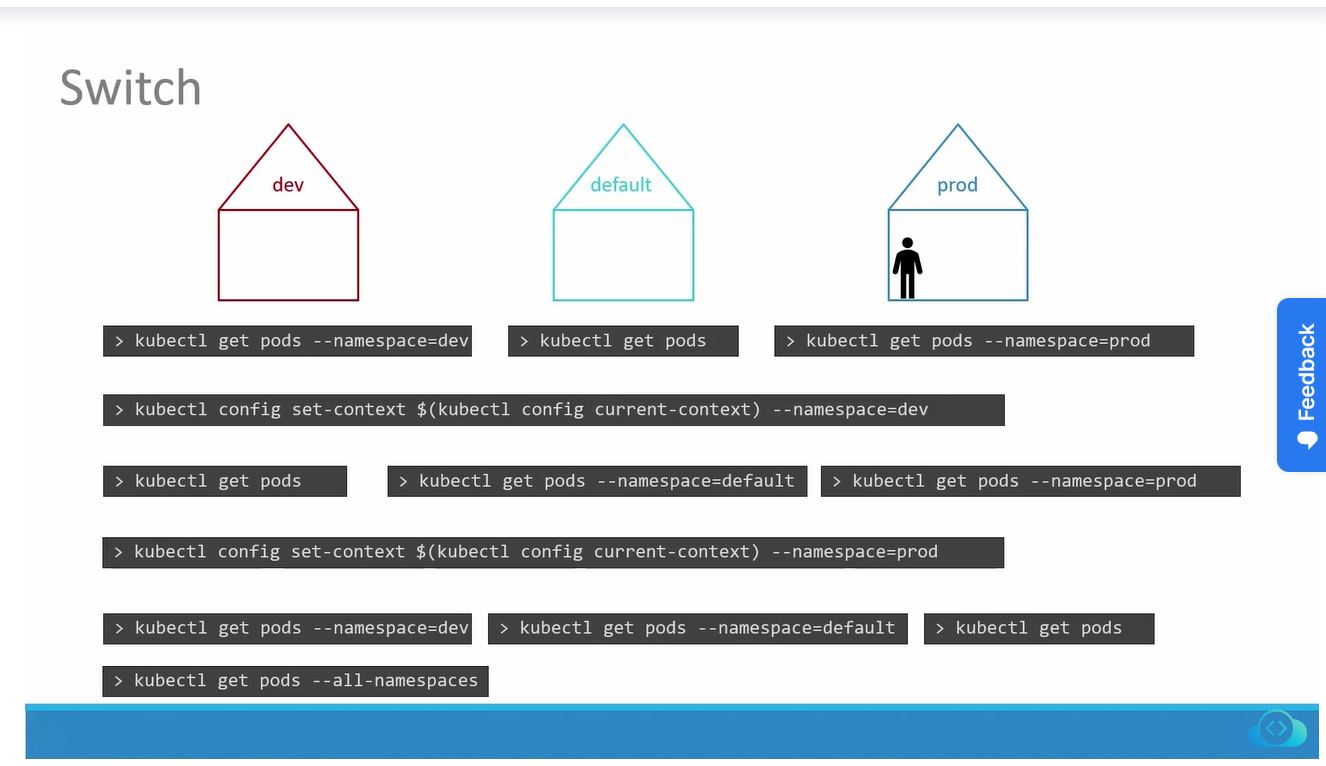 Switch
dev
default
prod
> kubectl get pods --namespace=dev
> kubectl get pods
> kubectl get pods --namespace=prod
> kubectl config set-context $(kubectl config current-context) --namespace=dev
> kubectl get pods
> kubectl get pods --namespace=default
> kubectl get pods --namespace=prod
> kubectl config set-context $(kubectl config current-context) --namespace=prod
> kubectl get pods --namespace=dev
> kubectl get pods --namespace=default
> kubectl get pods
> kubectl get pods --all-namespaces
Feedback